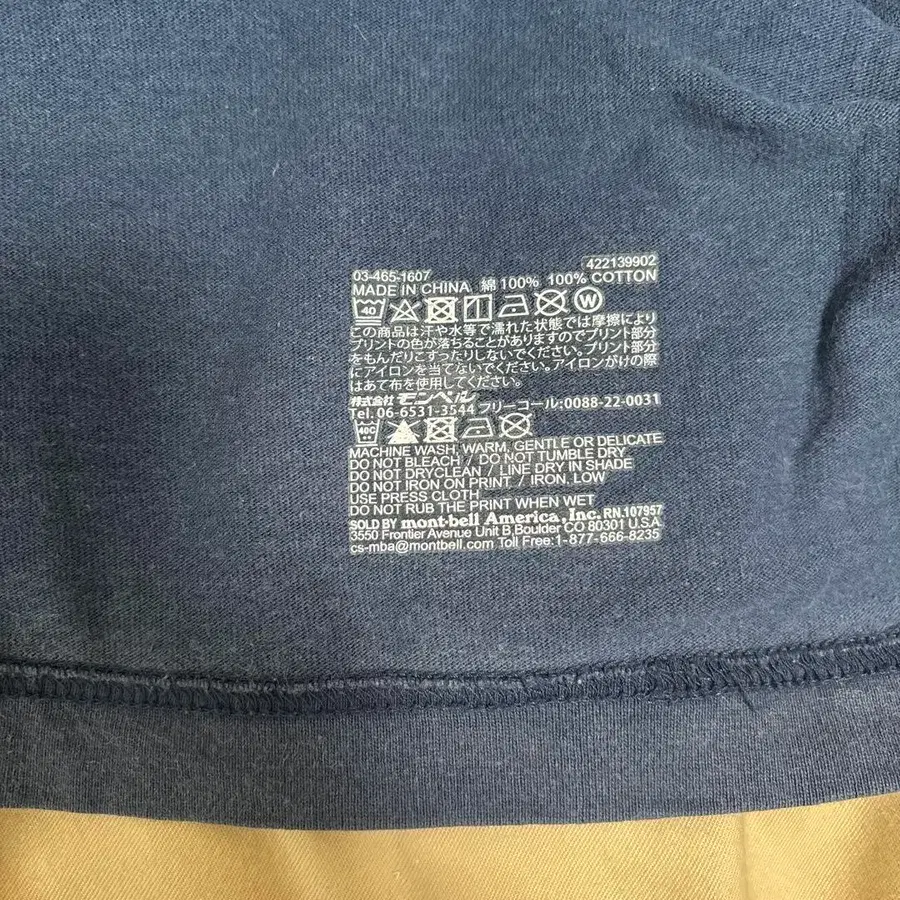 03-465-1607 422139902
MADE IN CHINA 綿100% 100% COTTON
40 W
この商品は汗や水等で濡れた状態では摩擦により
プリントの色が落ちることがありますのでプリント部分
をもんだりこすったりしないでください。プリント部分
にアイロンを当てないでください。アイロンがけの際
はあて布を使用してください。
株式会社 モンベル
Tel. 06-6531-3544 フリーコール:0088-22-0031
40C
MACHINE WASH, WARM, GENTLE OR DELICATE
DO NOT BLEACH / DO NOT TUMBLE DRY
DO NOT DRYCLEAN / LINE DRY IN SHADE
DO NOT IRON ON PRINT / IRON, LOW
USE PRESS CLOTH
DO NOT RUB THE PRINT WHEN WET
SOLD BY mont-bell America, Inc. RN.107957
3550 Frontier Avenue Unit B,Boulder CO 80301 U.S.A.
cs-mba@montbell.com Toll Free:1-877-666-8235